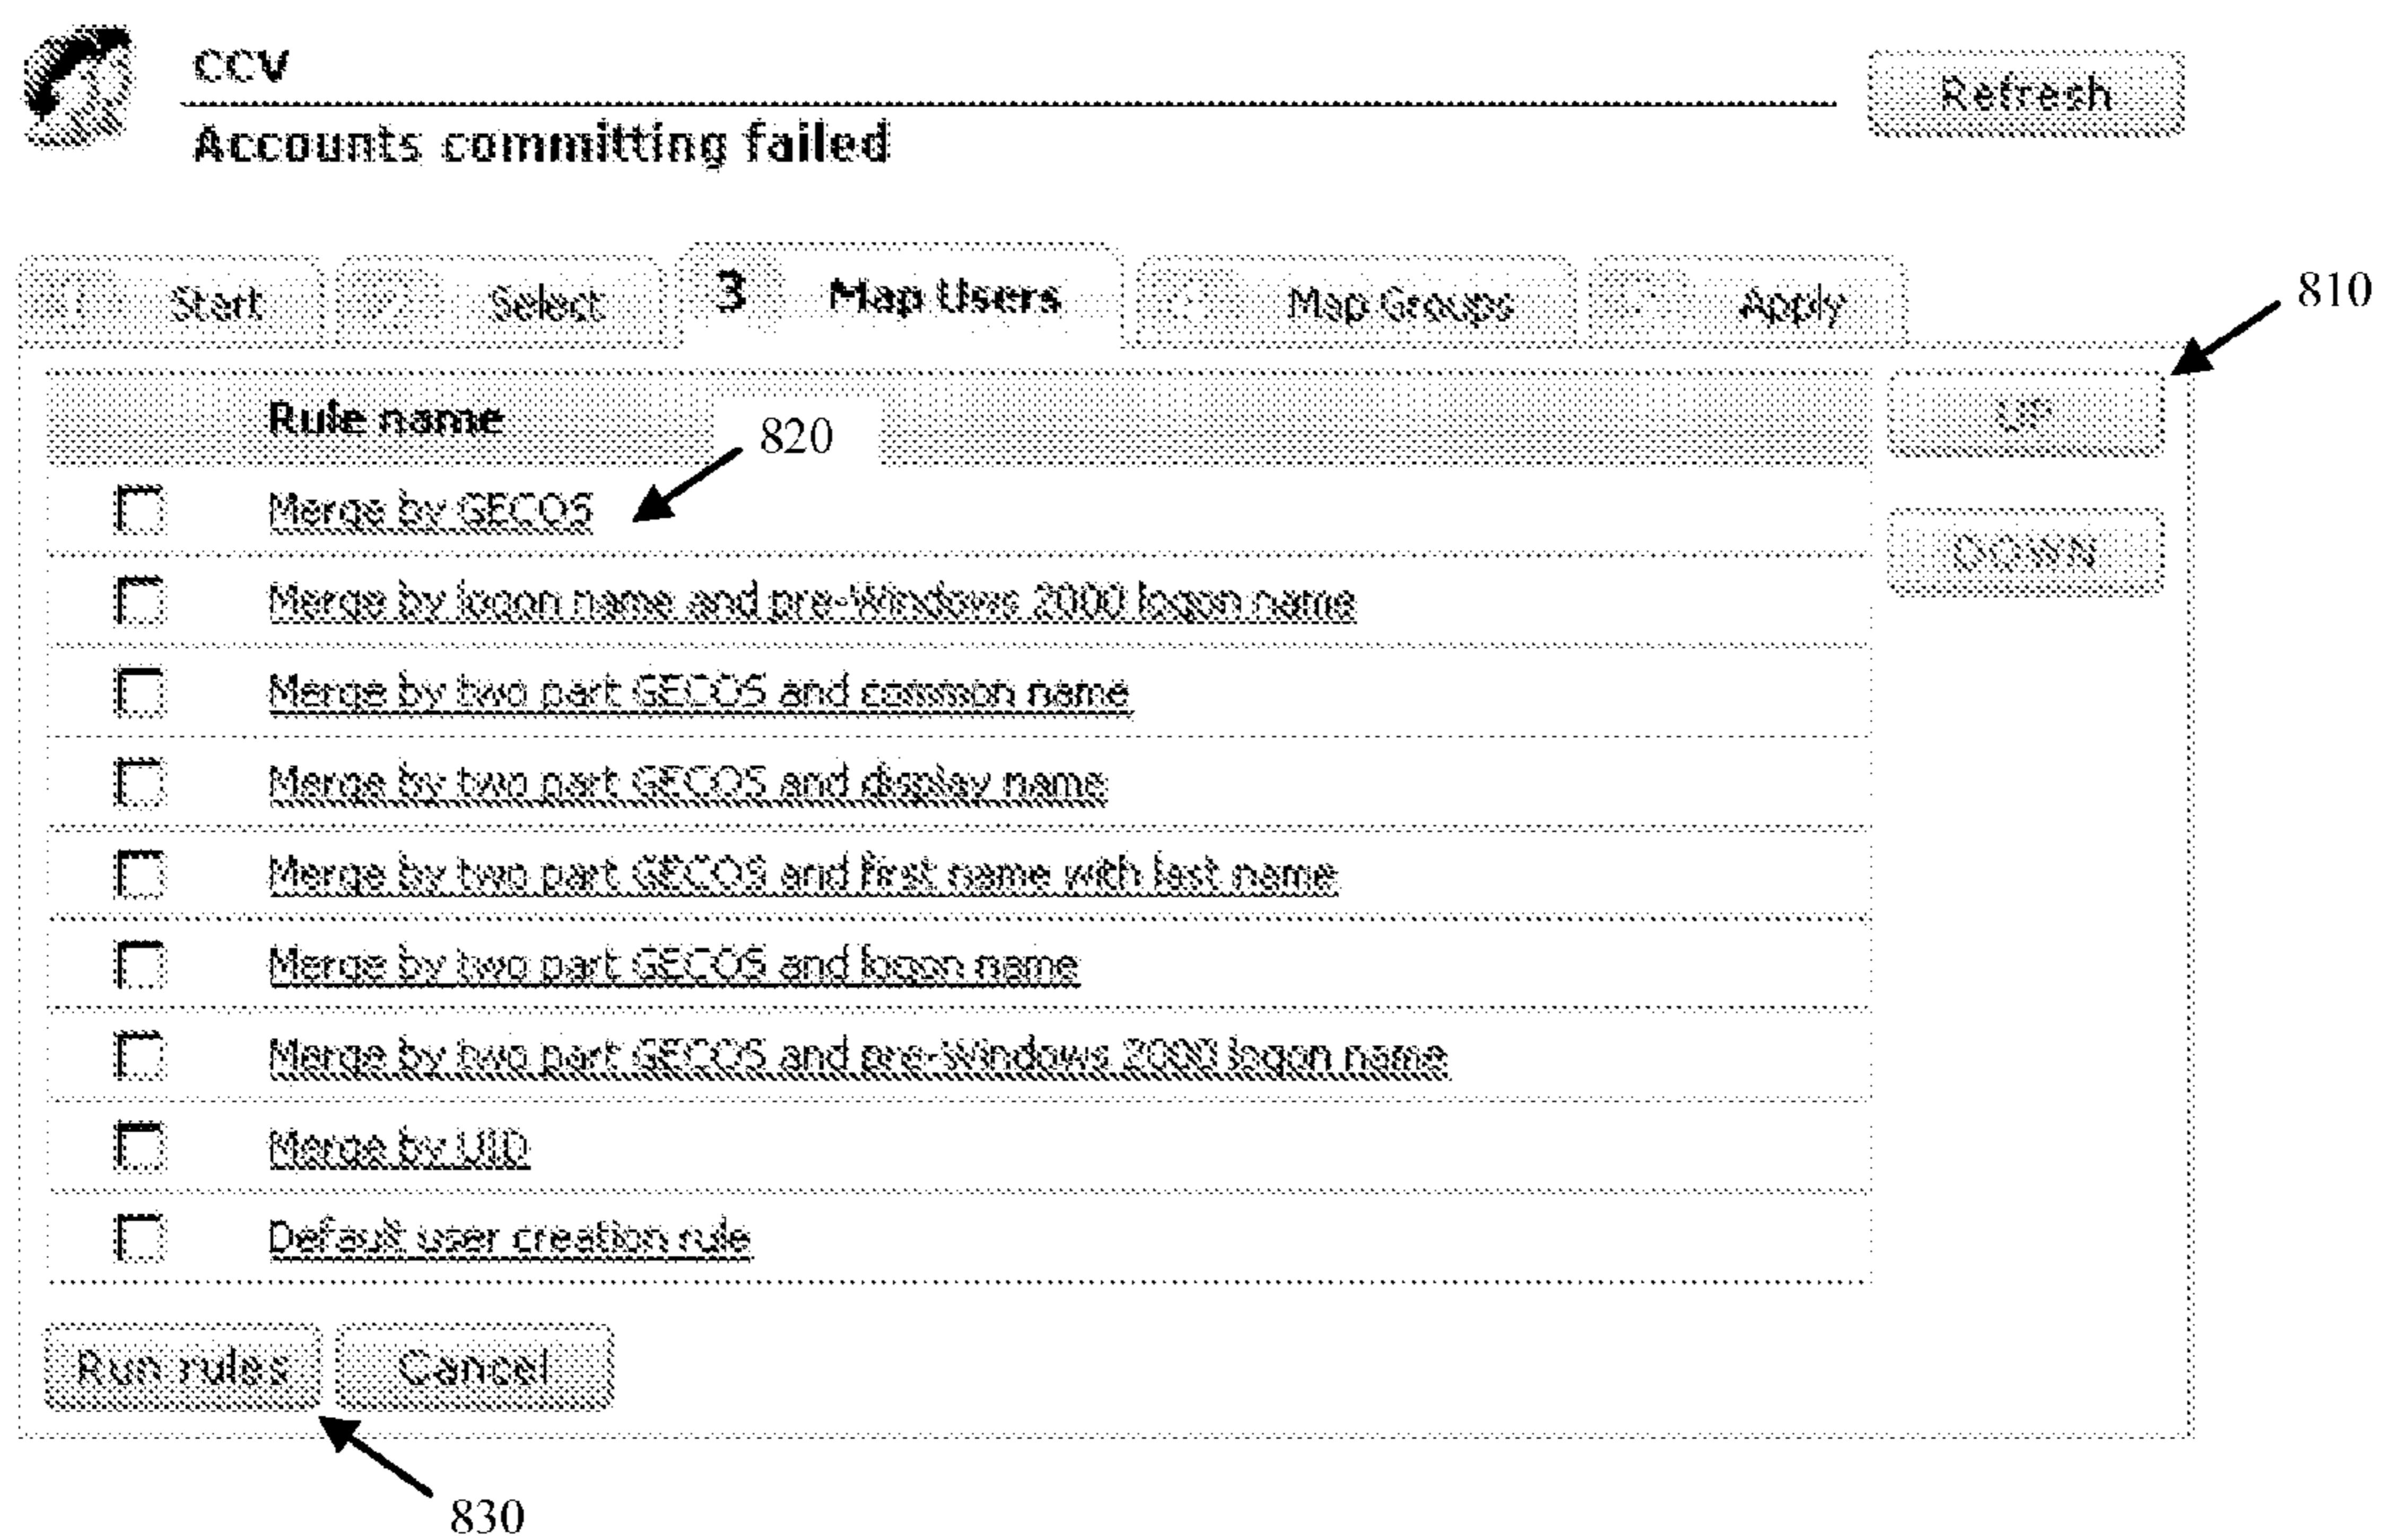 CCV
Refresh
Accounts committing failed
1 Start 2 Select 3 Map Users Map Groups Apply
810
Rule name
820
UP
Merge by GECOS
DOWN
Merge by logon name and pre-Windows 2000 logon name
Merge by two part GECOS and common name
Merge by two part GECOS and display name
Merge by two part GECOS and first name with last name
Merge by two part GECOS and logon name
Merge by two part GECOS and pre-Windows 2000 logon name
Merge by UID
Default user creation rule
Run rules Cancel
830